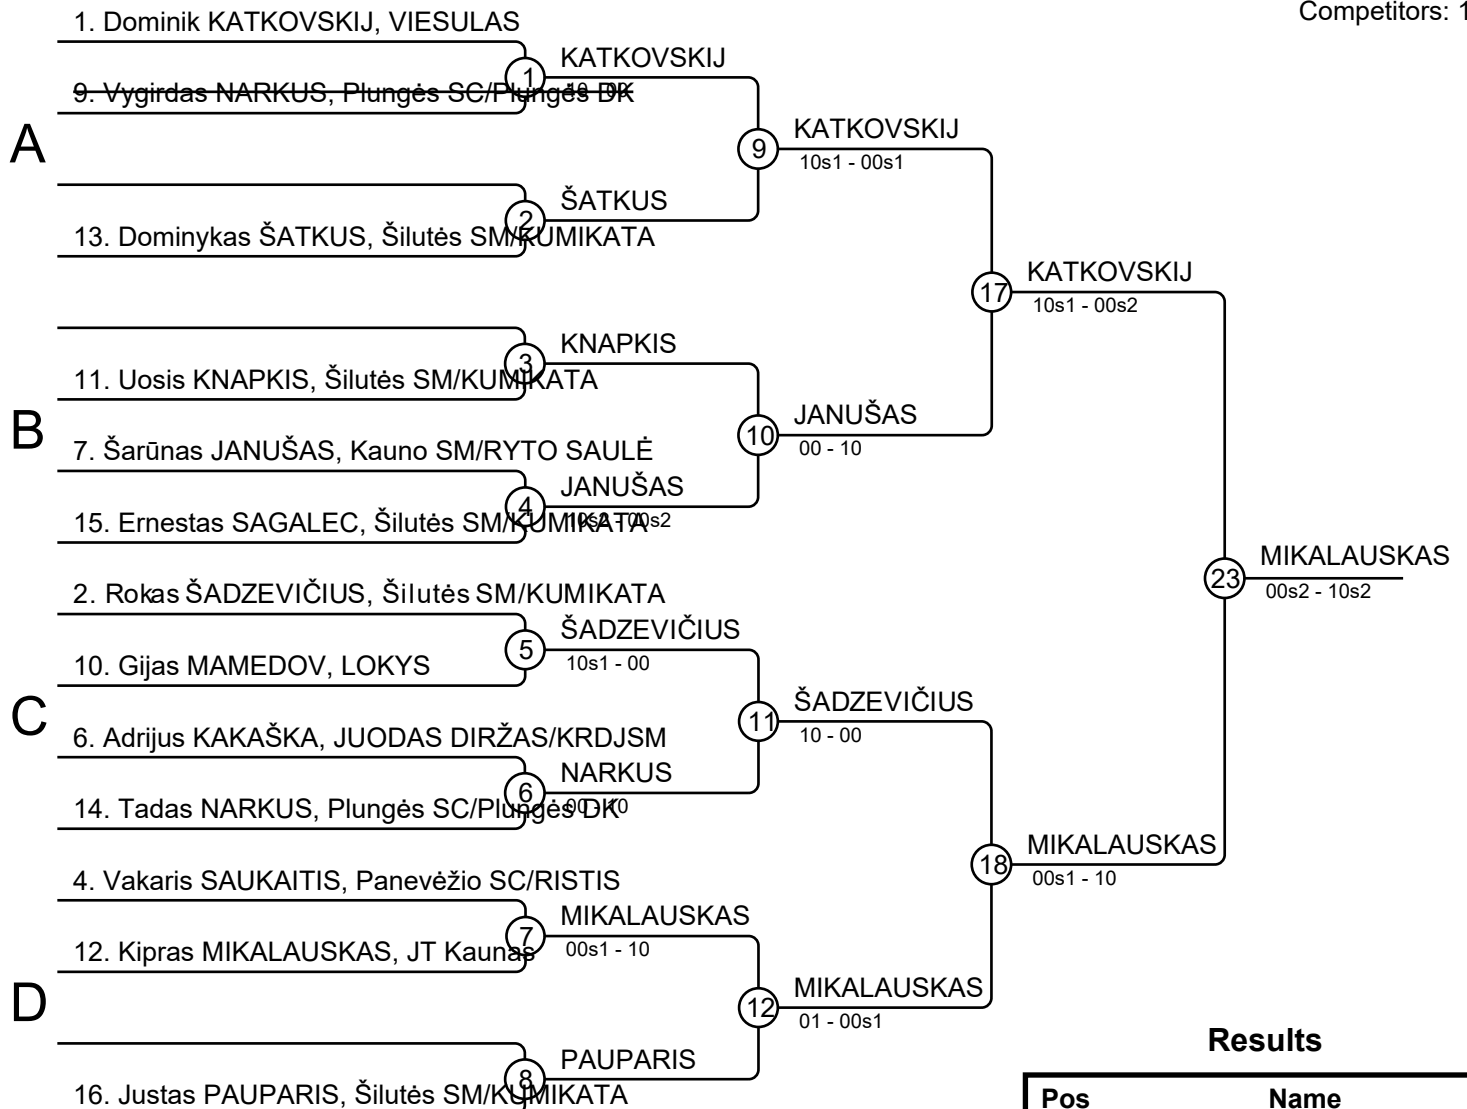 Competitors: 1
1. Dominik KATKOVSKIJ, VIESULAS
1
KATKOVSKIJ
9. Vygirdas NARKUS, Plungės SC/Plungės DK
10 - 00
A
9
KATKOVSKIJ
10s1 - 00s1
2
ŠATKUS
13. Dominykas ŠATKUS, Šilutės SM/KUMIKATA
17
KATKOVSKIJ
10s1 - 00s2
3
KNAPKIS
11. Uosis KNAPKIS, Šilutės SM/KUMIKATA
B
10
JANUŠAS
00 - 10
7. Šarūnas JANUŠAS, Kauno SM/RYTO SAULĖ
4
JANUŠAS
10s2 - 00s2
15. Ernestas SAGALEC, Šilutės SM/KUMIKATA
23
MIKALAUSKAS
00s2 - 10s2
2. Rokas ŠADZEVIČIUS, Šilutės SM/KUMIKATA
5
ŠADZEVIČIUS
10s1 - 00
10. Gijas MAMEDOV, LOKYS
C
11
ŠADZEVIČIUS
10 - 00
6. Adrijus KAKAŠKA, JUODAS DIRŽAS/KRDJSM
6
NARKUS
00 - 10
14. Tadas NARKUS, Plungės SC/Plungės DK
18
MIKALAUSKAS
00s1 - 10
4. Vakaris SAUKAITIS, Panevėžio SC/RISTIS
7
MIKALAUSKAS
00s1 - 10
12. Kipras MIKALAUSKAS, JT Kaunas
D
12
MIKALAUSKAS
01 - 00s1
8
PAUPARIS
16. Justas PAUPARIS, Šilutės SM/KUMIKATA
Results
Pos Name